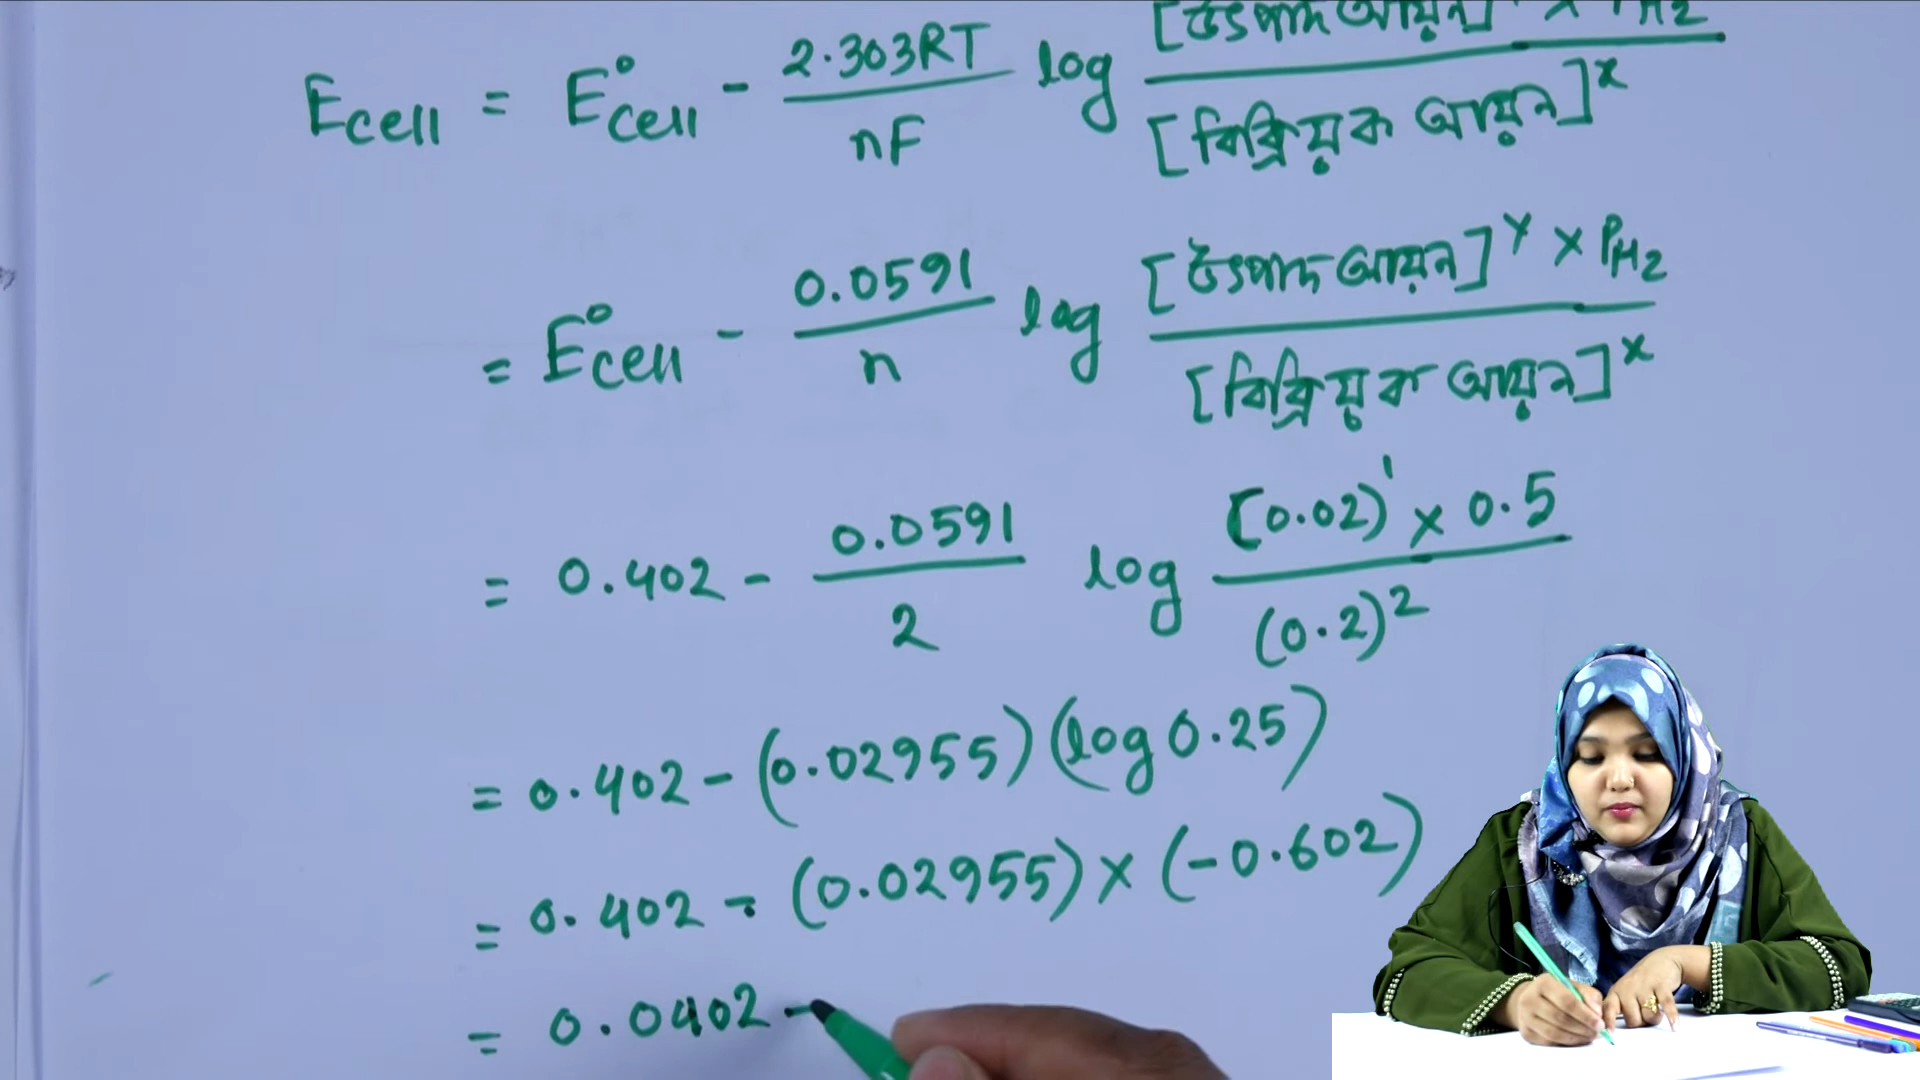 Ecell = E°cell - 2.303RT/nF log [উৎপাদ আয়ন] × PH2/[বিক্রিয়ক আয়ন]^x
= E°cell - 0.0591/n log [উৎপাদ আয়ন]^y × PH2/[বিক্রিয়ক আয়ন]^x
= 0.402 - 0.0591/2 log [0.02)^1 × 0.5/(0.2)^2
= 0.402 - (0.02955) (log 0.25)
= 0.402 - (0.02955) × (-0.602)
= 0.0402 -